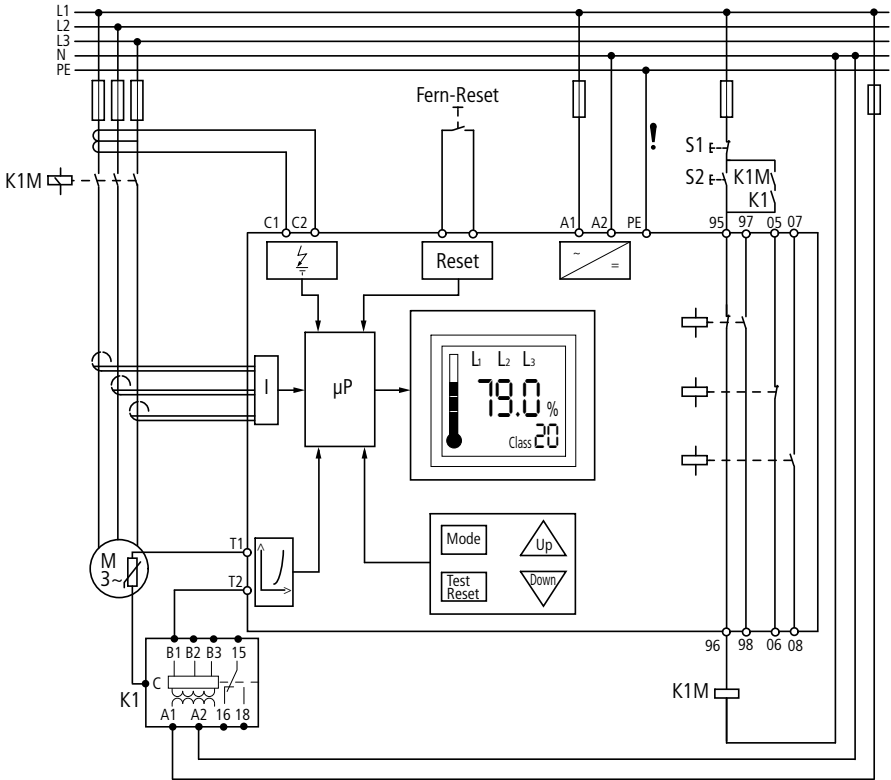 L1
L2
L3
N
PE
Fern-Reset
!
S1
S2
K1M
K1
K1M
C1 C2
A1 A2 PE
95 97 05 07
Reset
~
=
I
µP
L1 L2 L3
79.0 %
Class 20
T1
T2
M
3~
Mode
Up
Test
Reset
Down
96 98 06 08
B1 B2 B3 15
C
K1
A1 A2 16 18
K1M